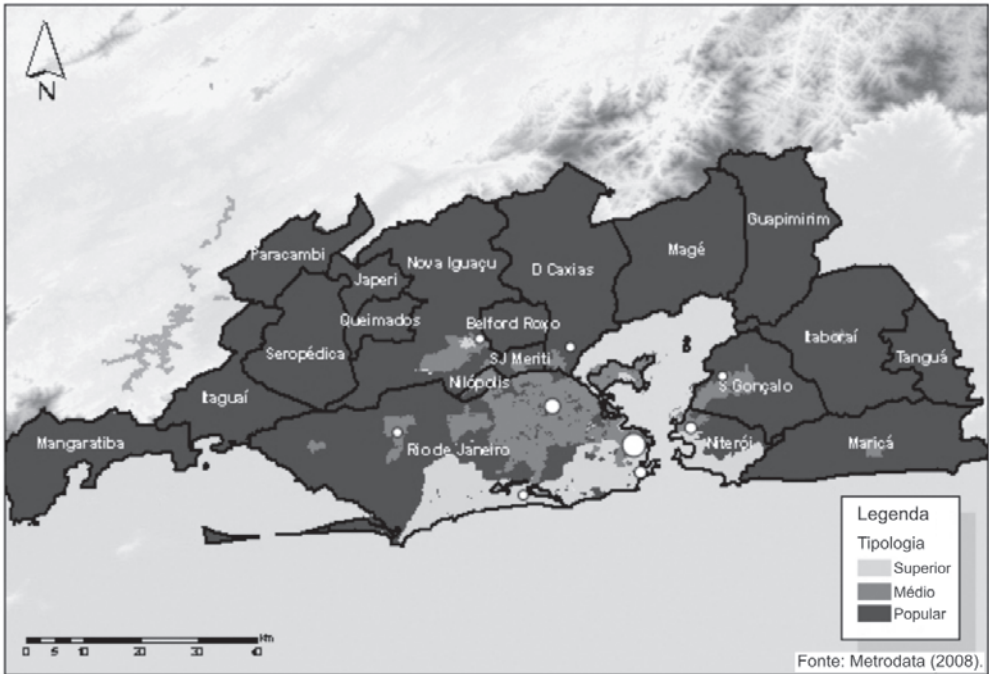 N
Guapimirim
Paracambi
Magé
Nova Iguaçu
D Caxias
Japeri
Queimados
Belford Roxo
Itaboraí
Seropédica
SJ Meriti
Tanguá
Nilópolis
S Gonçalo
Itaguaí
Mangaratiba
Rio de Janeiro
Niterói
Maricá
Legenda
Tipologia
Superior
Médio
Popular
Km
0 5 10 20 30 40
Fonte: Metrodata (2008).